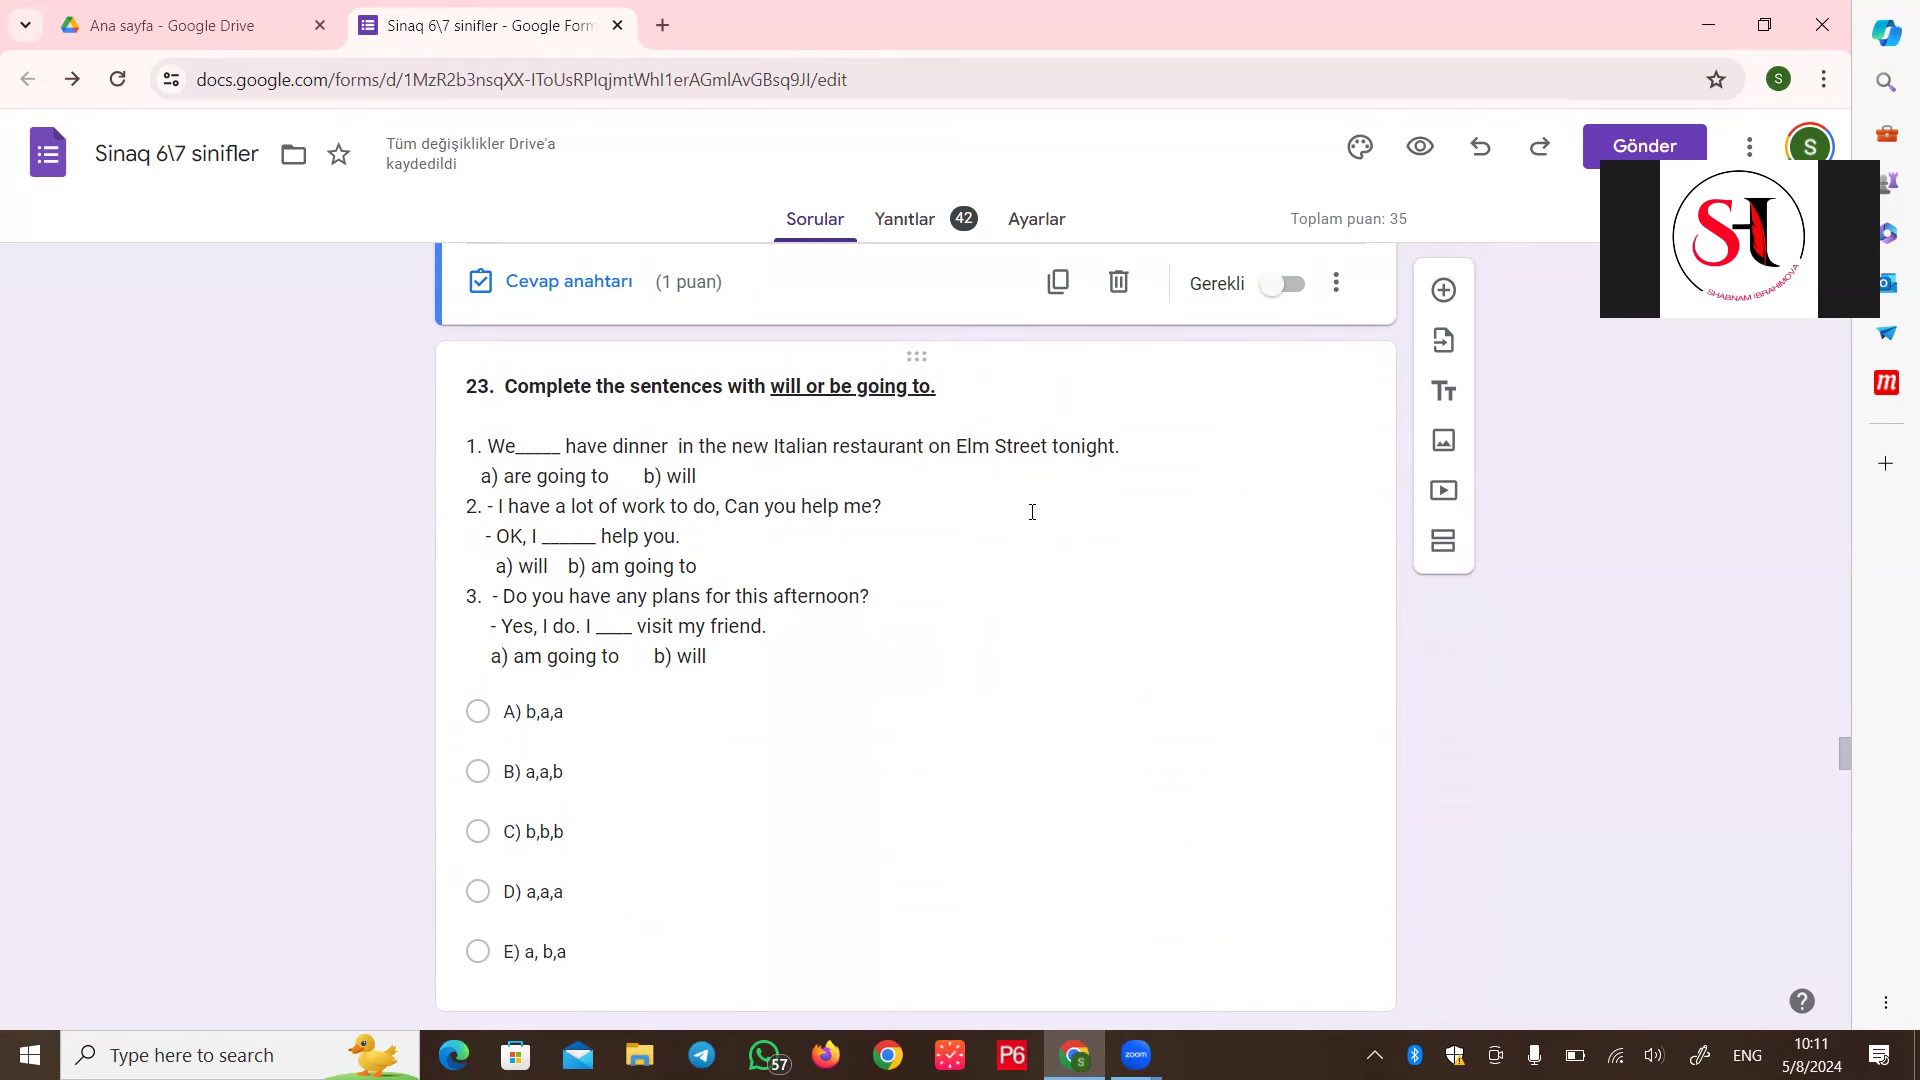 Ana sayfa - Google Drive
Sinaq 6\7 sinifler - Google Form
docs.google.com/forms/d/1MzR2b3nsqXX-IToUsRPIqjmtWhI1erAGmlAvGBsq9JI/edit
S
Sinaq 6\7 sinifler
Tüm değişiklikler Drive'a
kaydedildi
Gönder
S
Sorular
Yanıtlar 42
Ayarlar
Toplam puan: 35
SHI
SHABNAM IBRAHIMOVA
Cevap anahtarı (1 puan)
Gerekli
23. Complete the sentences with will or be going to.
1. We_____ have dinner in the new Italian restaurant on Elm Street tonight.
a) are going to b) will
2. - I have a lot of work to do, Can you help me?
- OK, I ______ help you.
a) will b) am going to
3. - Do you have any plans for this afternoon?
- Yes, I do. I ____ visit my friend.
a) am going to b) will
A) b,a,a
B) a,a,b
C) b,b,b
D) a,a,a
E) a, b,a
Type here to search
57
P6
S
zoom
ENG
10:11
5/8/2024